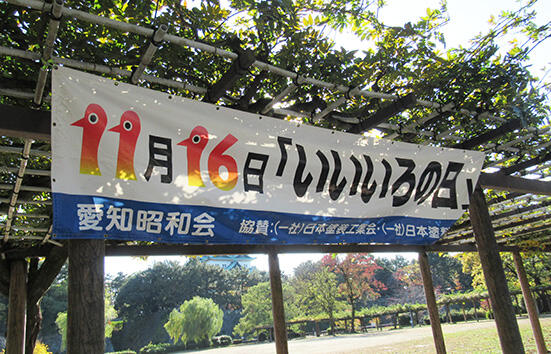 11月16日「いいいろの日」
愛知昭和会 協賛:(一社)日本塗装工業会・(一社)日本塗料